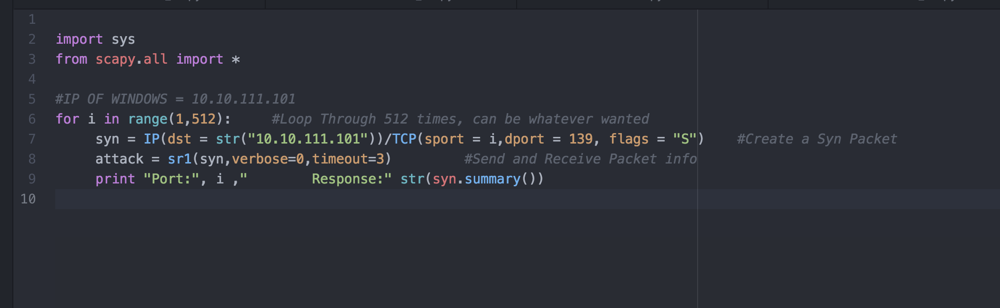 1
2 import sys
3 from scapy.all import *
4
5 #IP OF WINDOWS = 10.10.111.101
6 for i in range(1,512):     #Loop Through 512 times, can be whatever wanted
7      syn = IP(dst = str("10.10.111.101"))/TCP(sport = i,dport = 139, flags = "S")    #Create a Syn Packet
8      attack = sr1(syn,verbose=0,timeout=3)         #Send and Receive Packet info
9      print "Port:", i ,"        Response:" str(syn.summary())
10